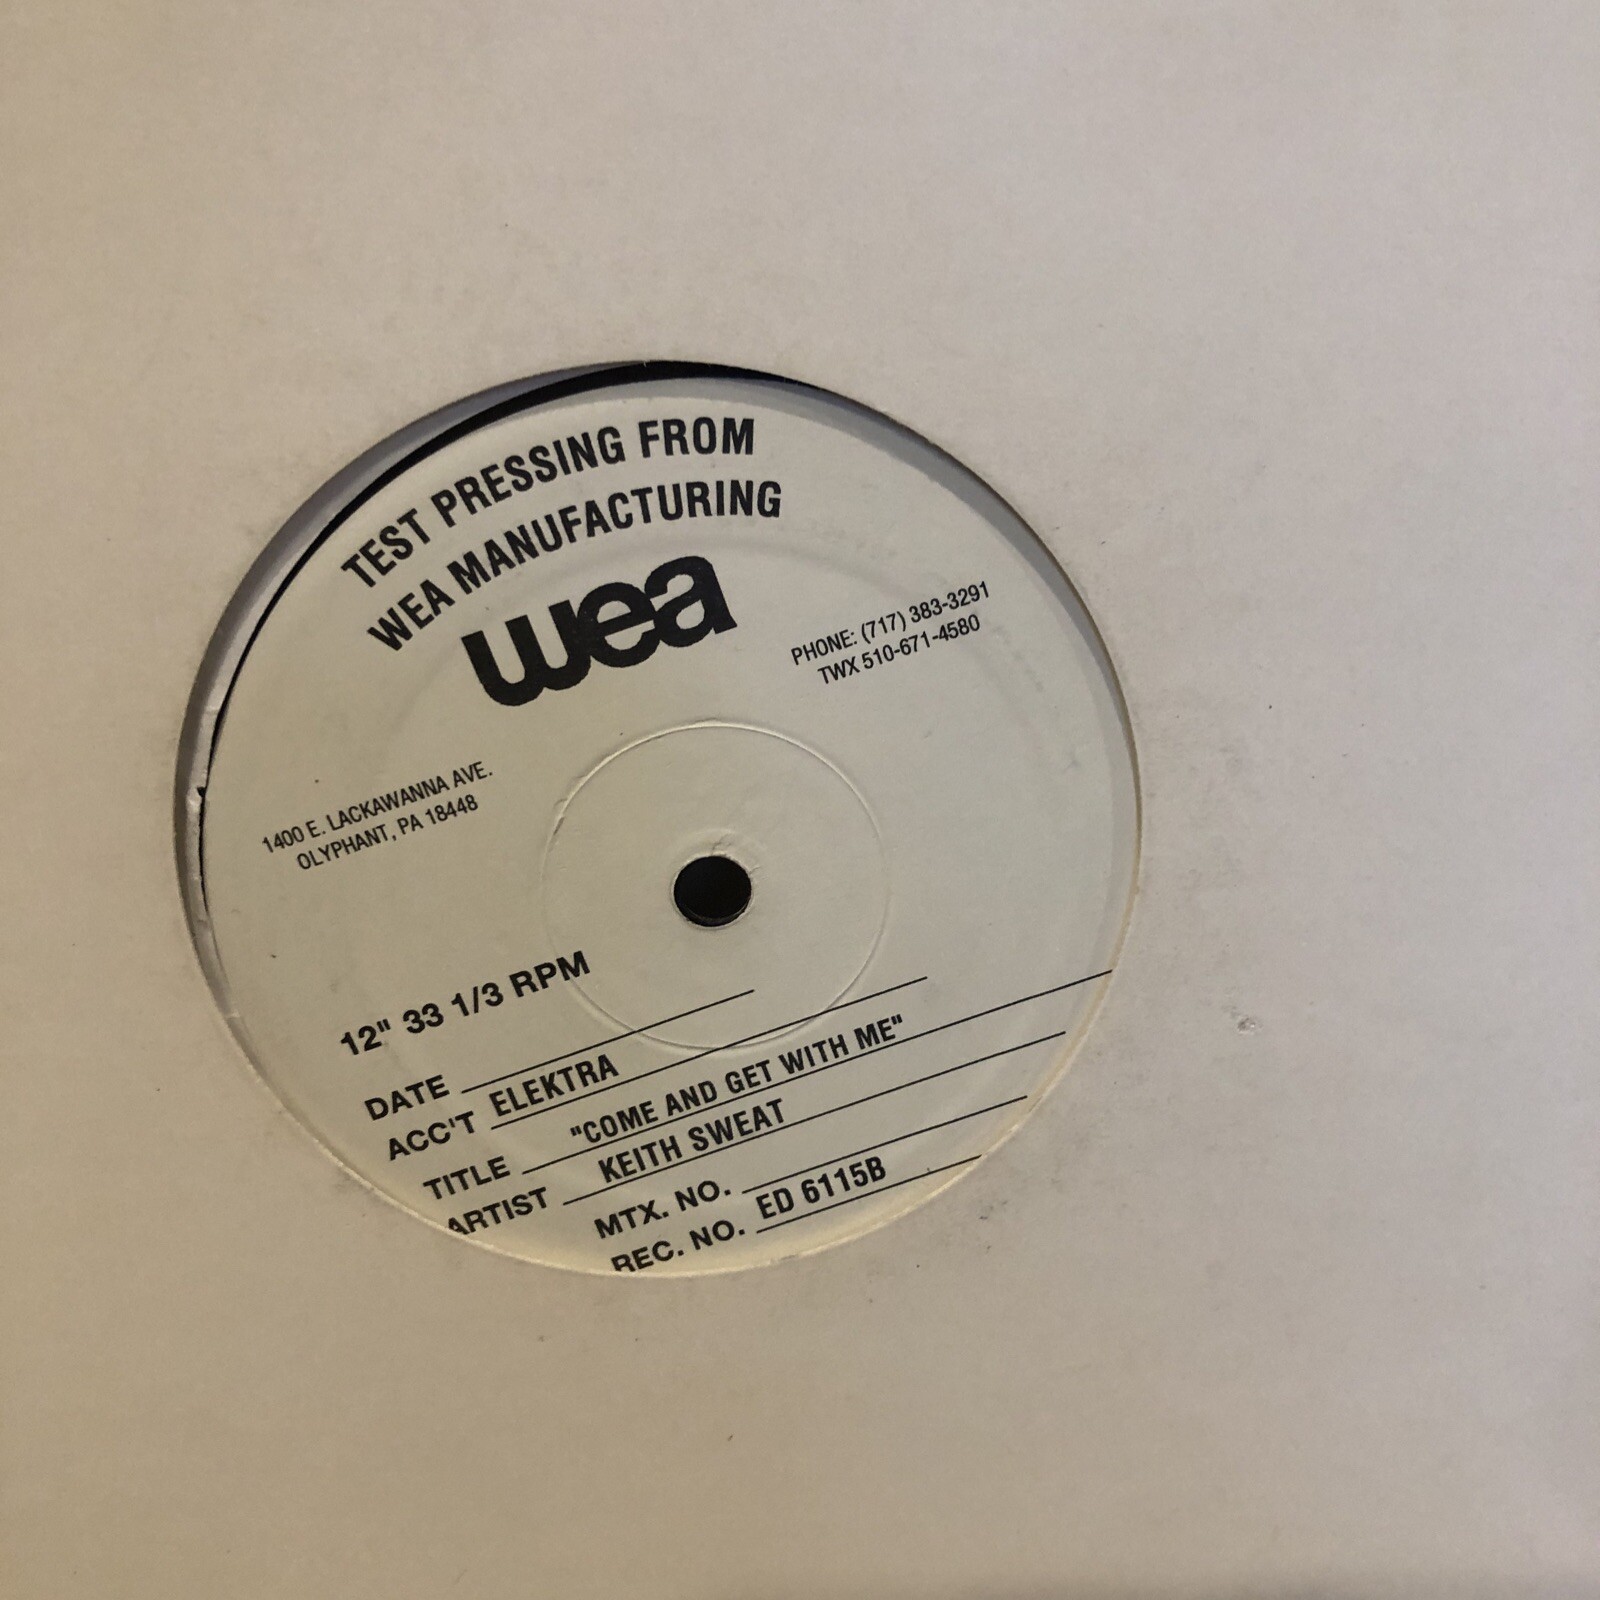 TEST PRESSING FROM
WEA MANUFACTURING
wea
PHONE: (717) 383-3291
TWX 510-671-4580
1400 E. LACKAWANNA AVE.
OLYPHANT, PA 18448
12" 33 1/3 RPM
DATE
ACC'T ELEKTRA
TITLE "COME AND GET WITH ME"
ARTIST KEITH SWEAT
MTX. NO.
REC. NO. ED 6115B